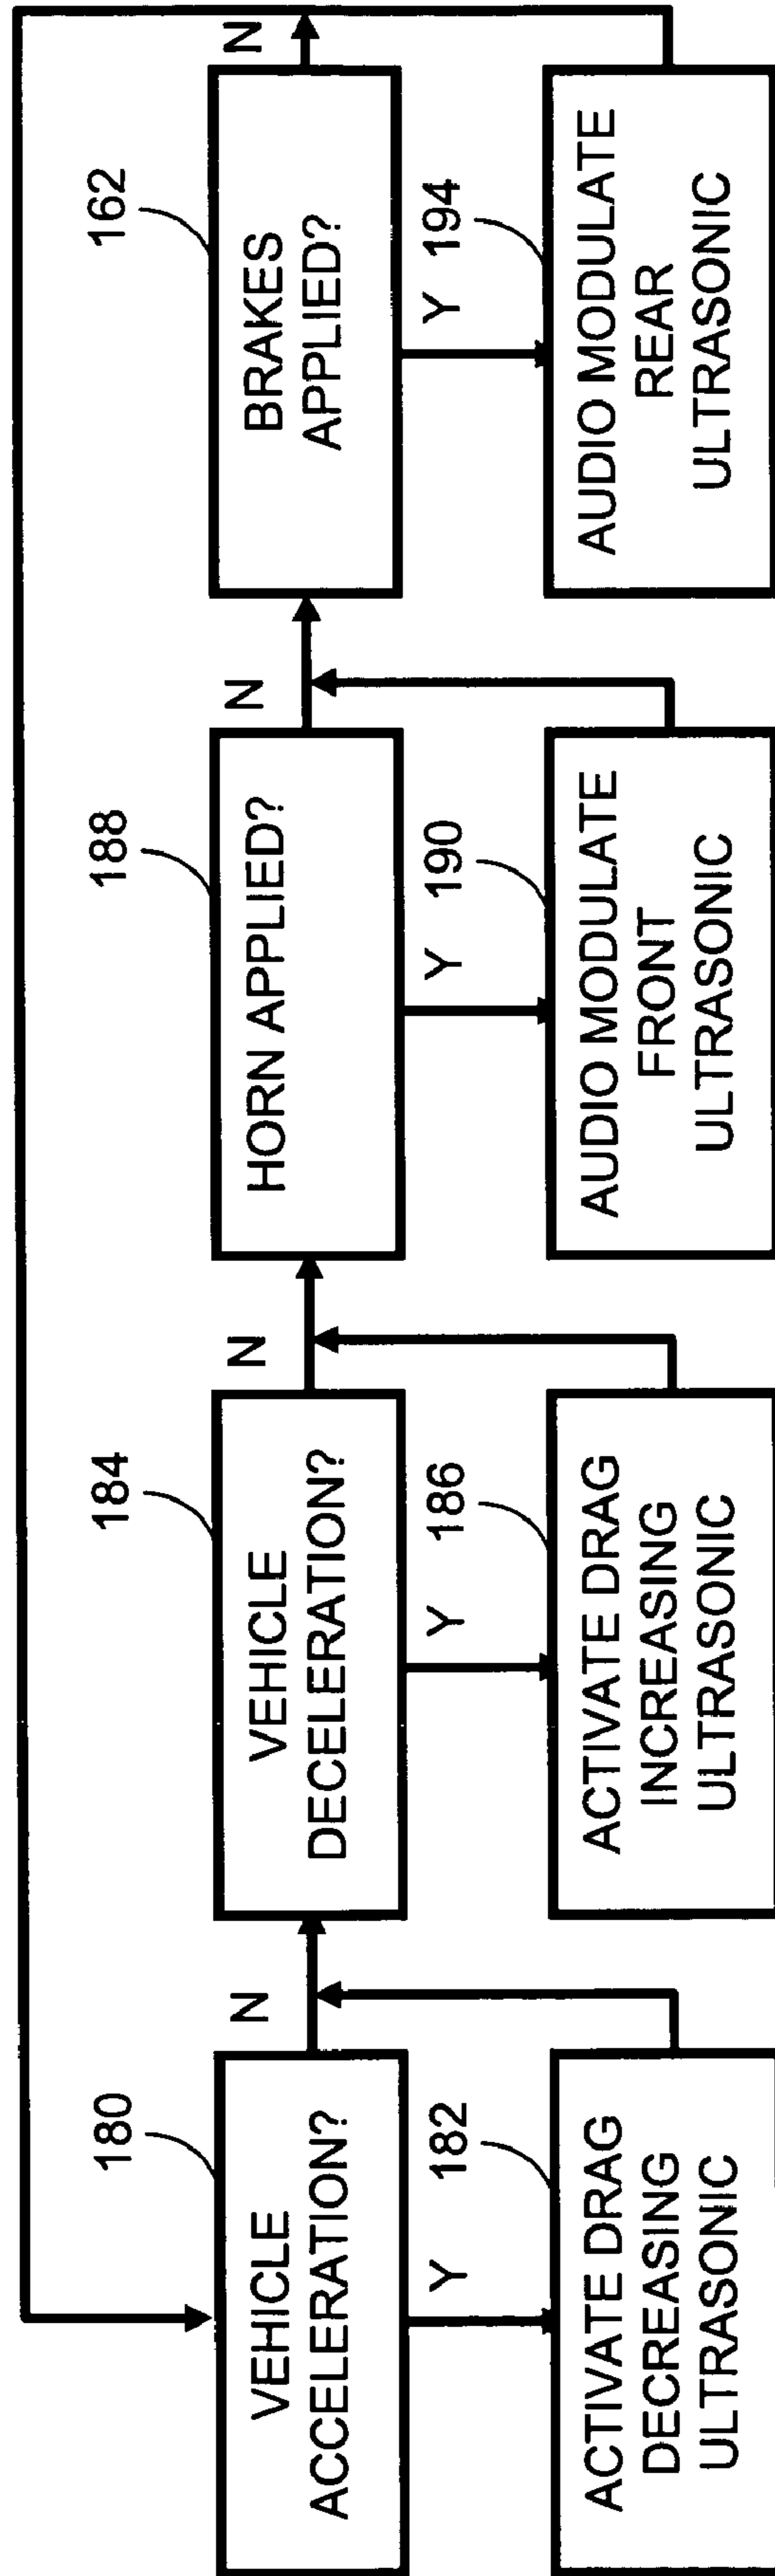 180
VEHICLE
ACCELERATION?
N
Y
182
ACTIVATE DRAG
DECREASING
ULTRASONIC
184
VEHICLE
DECELERATION?
N
Y
186
ACTIVATE DRAG
INCREASING
ULTRASONIC
188
HORN APPLIED?
N
Y
190
AUDIO MODULATE
FRONT
ULTRASONIC
162
BRAKES
APPLIED?
N
Y
194
AUDIO MODULATE
REAR
ULTRASONIC